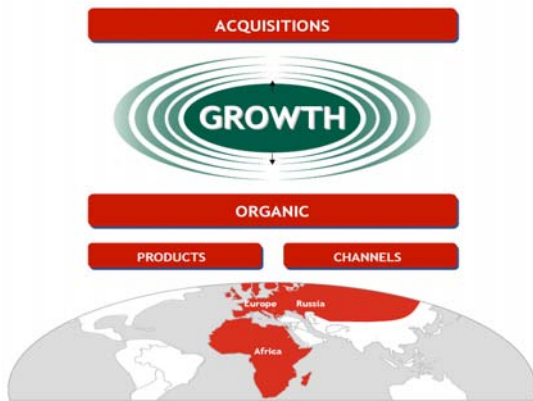 ACQUISITIONS
GROWTH
ORGANIC
PRODUCTS CHANNELS
Europe Russia
Africa